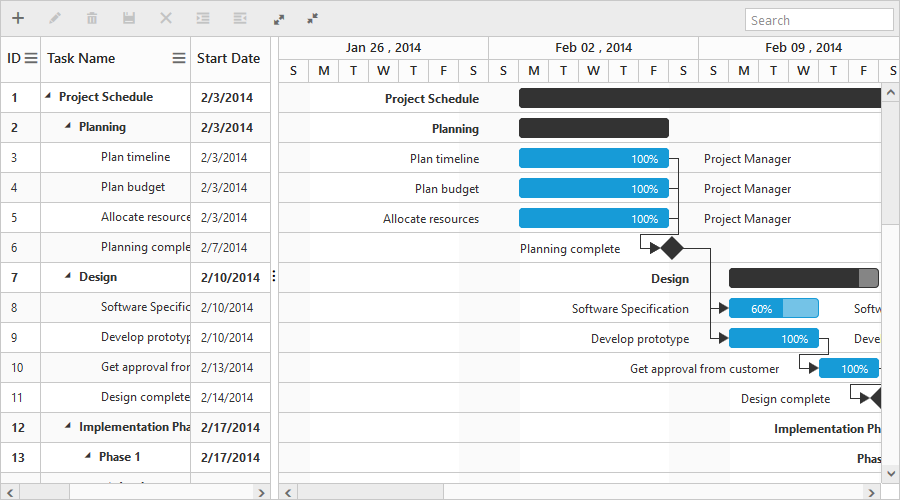 Search
ID Task Name Start Date
Jan 26 , 2014 Feb 02 , 2014 Feb 09 , 2014
S M T W T F S S M T W T F S S M T W T F S
1 Project Schedule 2/3/2014 Project Schedule
2 Planning 2/3/2014 Planning
3 Plan timeline 2/3/2014 Plan timeline 100% Project Manager
4 Plan budget 2/3/2014 Plan budget 100% Project Manager
5 Allocate resource 2/3/2014 Allocate resources 100% Project Manager
6 Planning comple 2/7/2014 Planning complete
7 Design 2/10/2014 Design
8 Software Specific 2/10/2014 Software Specification 60% Softw
9 Develop prototyp 2/10/2014 Develop prototype 100% Deve
10 Get approval fror 2/13/2014 Get approval from customer 100%
11 Design complete 2/14/2014 Design complete
12 Implementation Pha 2/17/2014 Implementation Ph
13 Phase 1 2/17/2014 Phas